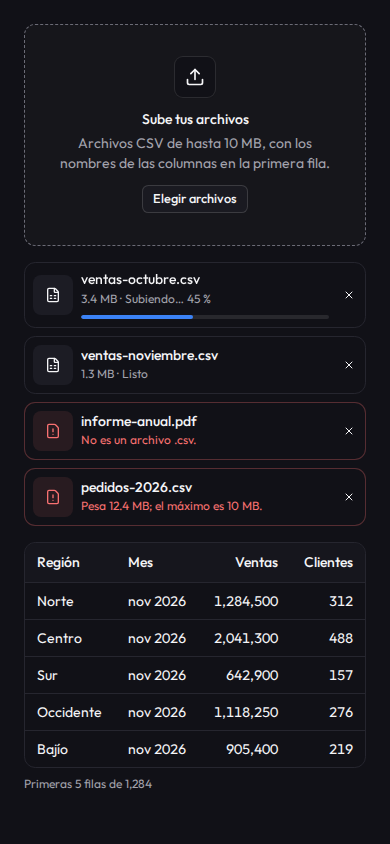 Sube tus archivos
Archivos CSV de hasta 10 MB, con los
nombres de las columnas en la primera fila.
Elegir archivos
ventas-octubre.csv
3.4 MB · Subiendo... 45 %
ventas-noviembre.csv
1.3 MB · Listo
informe-anual.pdf
No es un archivo .csv.
pedidos-2026.csv
Pesa 12.4 MB; el máximo es 10 MB.
Región Mes Ventas Clientes
Norte nov 2026 1,284,500 312
Centro nov 2026 2,041,300 488
Sur nov 2026 642,900 157
Occidente nov 2026 1,118,250 276
Bajío nov 2026 905,400 219
Primeras 5 filas de 1,284